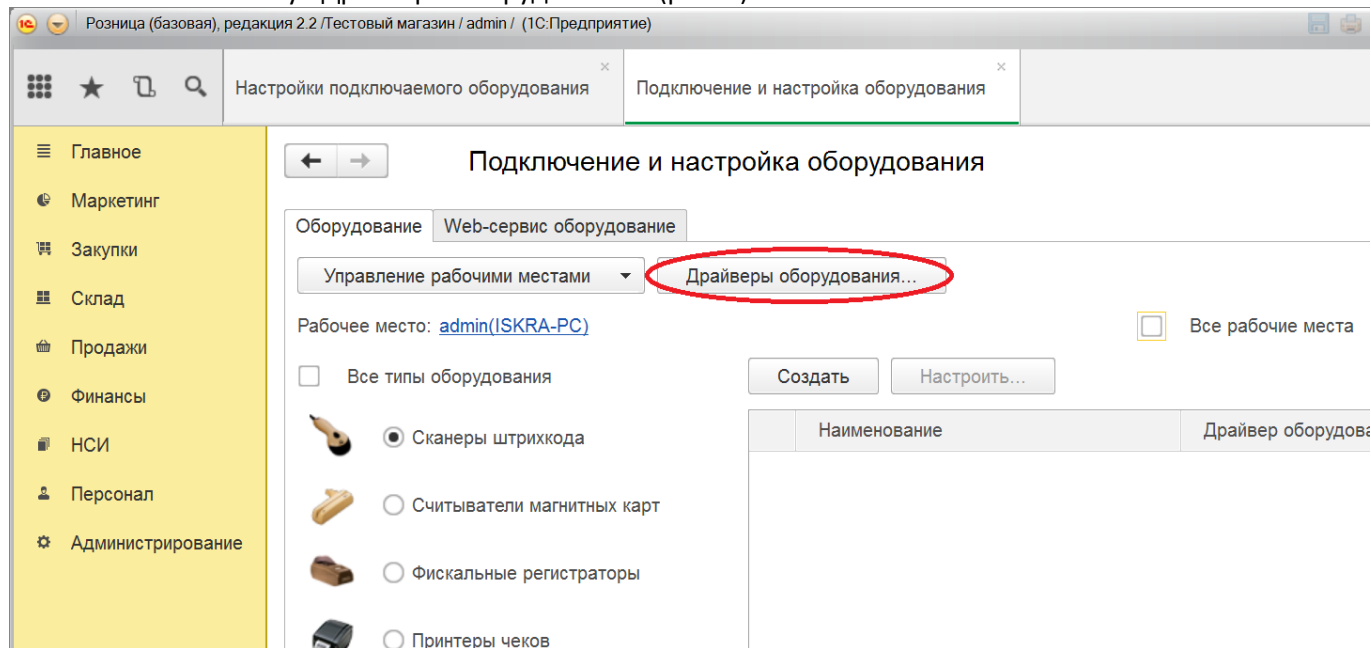 драйверы оборудования
1С Розница (базовая), редакция 2.2 /Тестовый магазин / admin / (1С:Предприятие)
Настройки подключаемого оборудования × Подключение и настройка оборудования ×
Главное
Маркетинг
Закупки
Склад
Продажи
Финансы
НСИ
Персонал
Администрирование
Подключение и настройка оборудования
Оборудование Web-сервис оборудование
Управление рабочими местами Драйверы оборудования...
Рабочее место: admin(ISKRA-PC) Все рабочие места
Все типы оборудования Создать Настроить...
Наименование Драйвер оборудова
Сканеры штрихкода
Считыватели магнитных карт
Фискальные регистраторы
Принтеры чеков